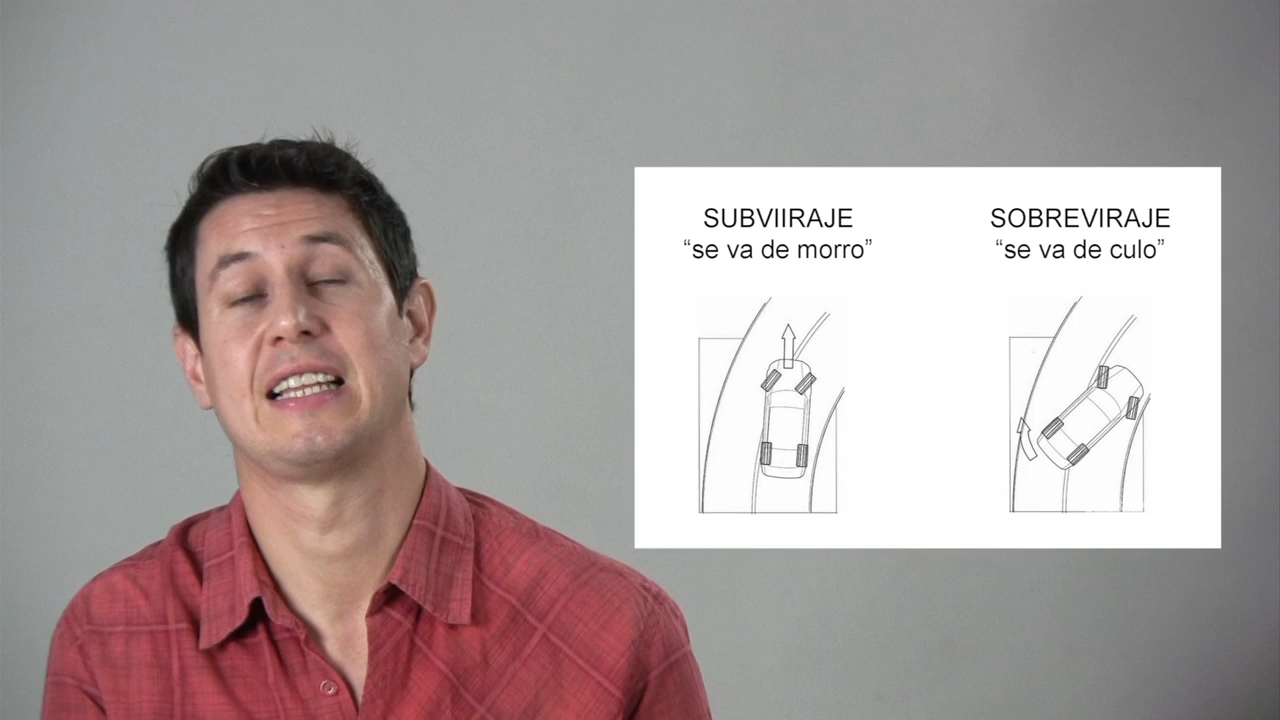 SUBVIIRAJE
“se va de morro”
SOBREVIRAJE
“se va de culo”